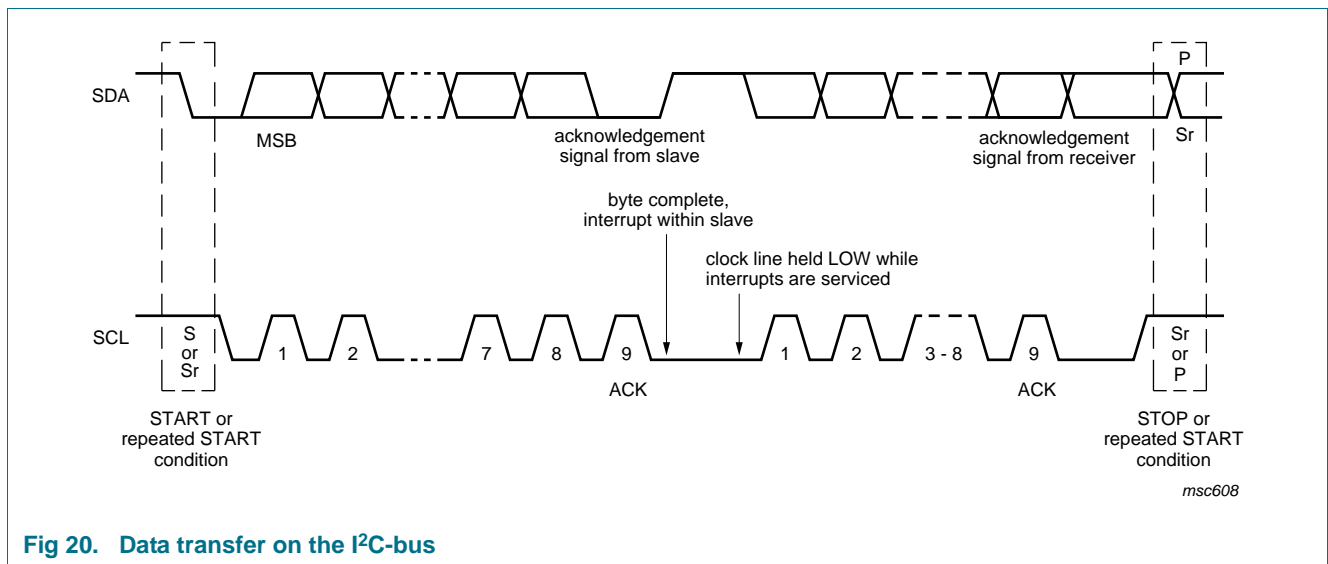 P
SDA
MSB
acknowledgement
signal from slave
acknowledgement
signal from receiver
Sr
byte complete,
interrupt within slave
clock line held LOW while
interrupts are serviced
SCL
S
or
Sr
1
2
7
8
9
1
2
3 - 8
9
Sr
or
P
ACK
ACK
START or
repeated START
condition
STOP or
repeated START
condition
msc608
Fig 20. Data transfer on the I²C-bus